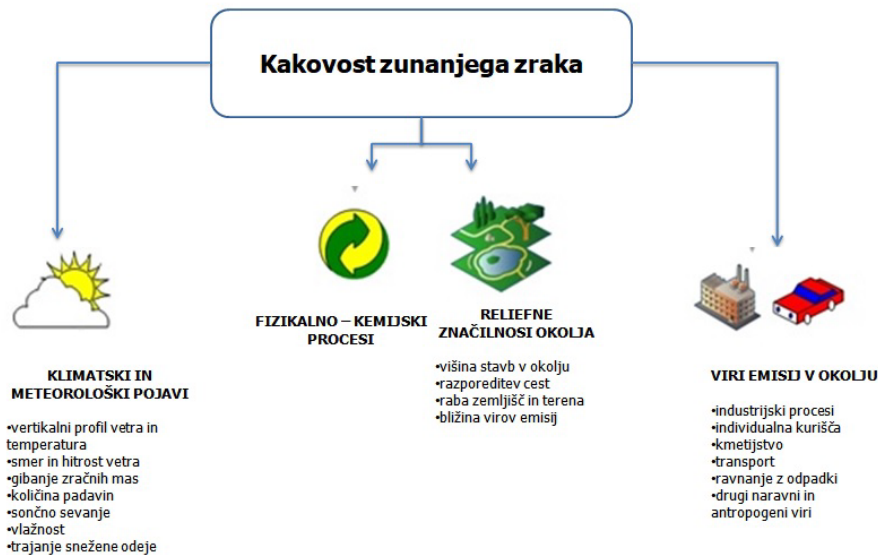 Kakovost zunanjega zraka
KLIMATSKI IN
METEOROLOŠKI POJAVI
•vertikalni profil vetra in
temperatura
•smer in hitrost vetra
•gibanje zračnih mas
•količina padavin
•sončno sevanje
•vlažnost
•trajanje snežene odeje
FIZIKALNO – KEMIJSKI
PROCESI
RELIEFNE
ZNAČILNOSI OKOLJA
•višina stavb v okolju
•razporeditev cest
•raba zemljišč in terena
•bližina virov emisij
VIRI EMISIJ V OKOLJU
•industrijski procesi
•individualna kurišča
•kmetijstvo
•transport
•ravnanje z odpadki
•drugi naravni in
antropogeni viri